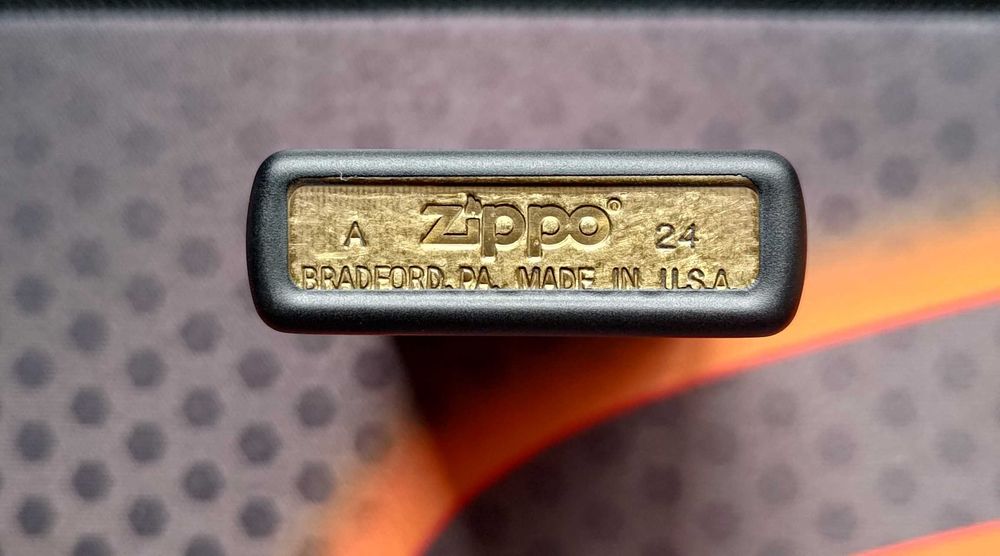 A Zippo® 24
BRADFORD, PA. MADE IN U.S.A